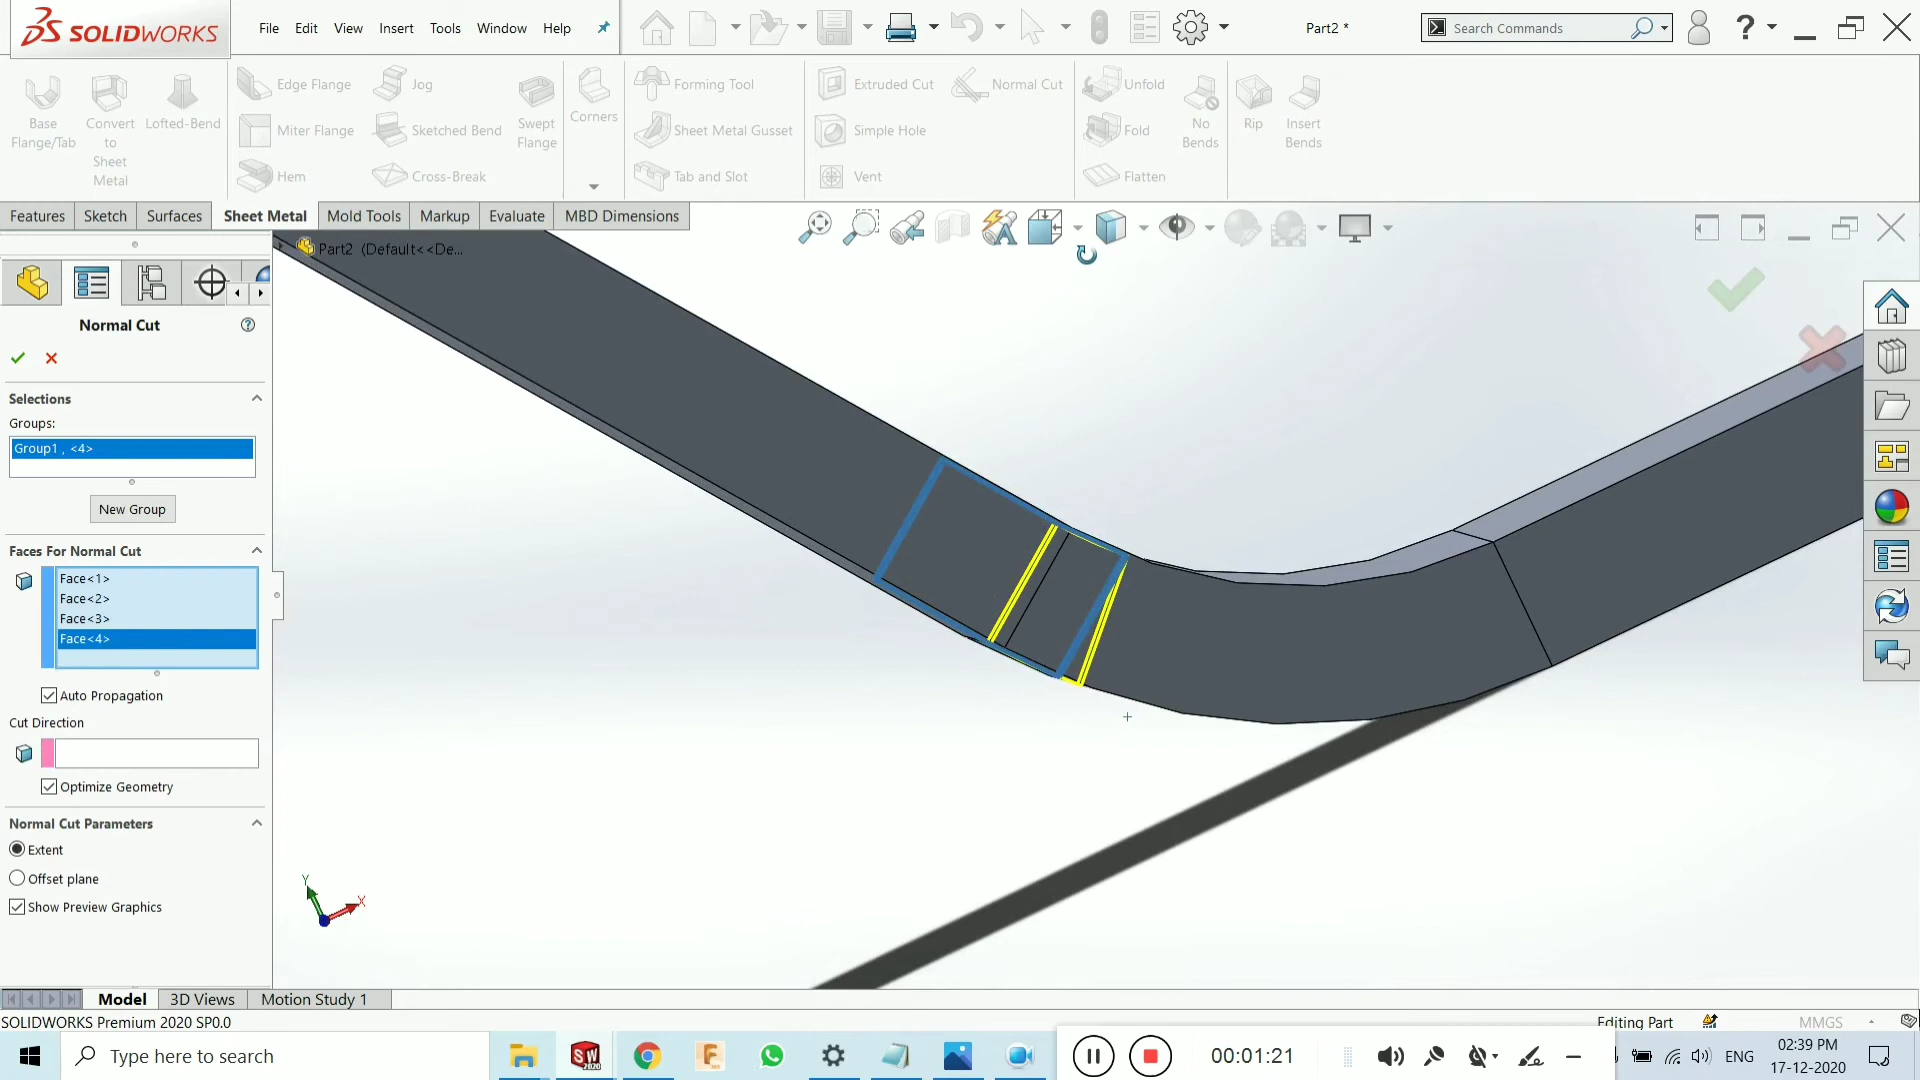 SOLIDWORKS
File Edit View Insert Tools Window Help
Part2 *
Search Commands
Base Flange/Tab
Convert to Sheet Metal
Lofted-Bend
Edge Flange
Miter Flange
Hem
Jog
Sketched Bend
Cross-Break
Swept Flange
Corners
Forming Tool
Sheet Metal Gusset
Tab and Slot
Extruded Cut
Simple Hole
Vent
Normal Cut
Unfold
Fold
Flatten
No Bends
Rip
Insert Bends
Features Sketch Surfaces Sheet Metal Mold Tools Markup Evaluate MBD Dimensions
Part2 (Default<<De...
Normal Cut
Selections
Groups:
Group1 , <4>
New Group
Faces For Normal Cut
Face<1>
Face<2>
Face<3>
Face<4>
Auto Propagation
Cut Direction
Optimize Geometry
Normal Cut Parameters
Extent
Offset plane
Show Preview Graphics
Y
X
Model 3D Views Motion Study 1
SOLIDWORKS Premium 2020 SP0.0
Editing Part
MMGS
Type here to search
SW
2020
F
00:01:21
ENG
02:39 PM
17-12-2020